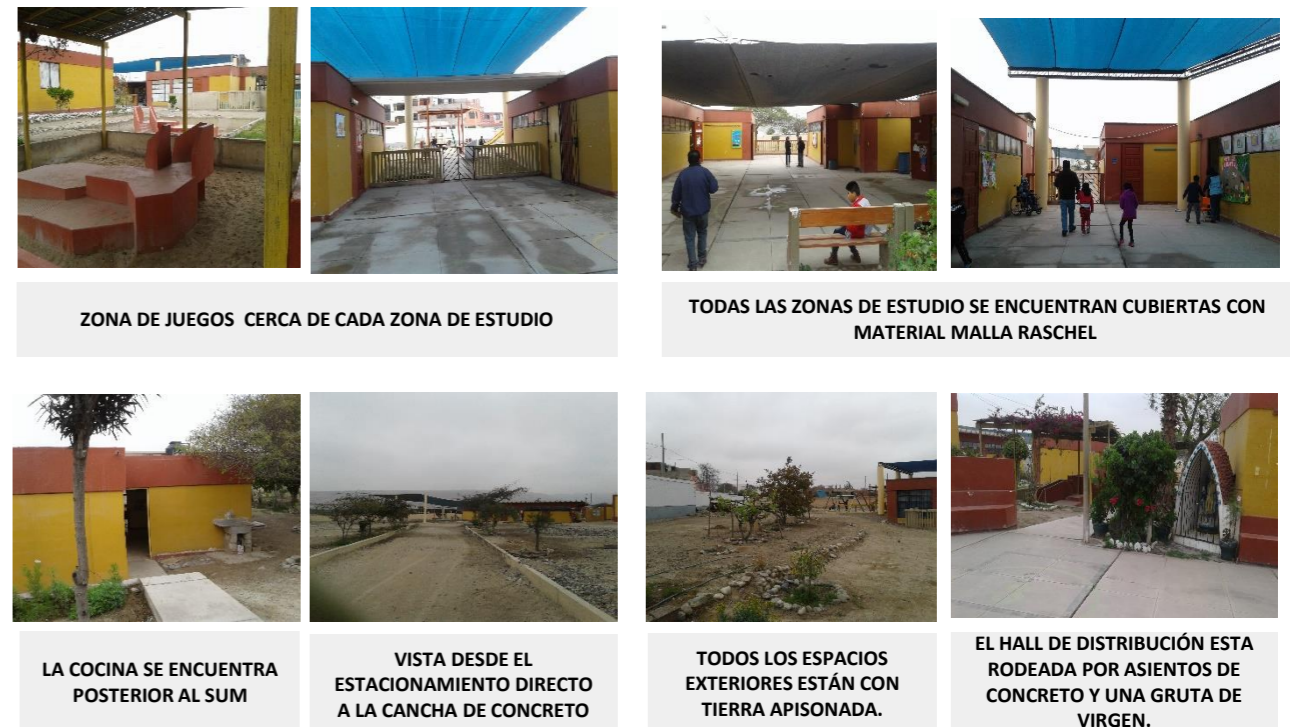 ZONA DE JUEGOS CERCA DE CADA ZONA DE ESTUDIO
TODAS LAS ZONAS DE ESTUDIO SE ENCUENTRAN CUBIERTAS CON
MATERIAL MALLA RASCHEL
LA COCINA SE ENCUENTRA
POSTERIOR AL SUM
VISTA DESDE EL
ESTACIONAMIENTO DIRECTO
A LA CANCHA DE CONCRETO
TODOS LOS ESPACIOS
EXTERIORES ESTÁN CON
TIERRA APISONADA.
EL HALL DE DISTRIBUCIÓN ESTA
RODEADA POR ASIENTOS DE
CONCRETO Y UNA GRUTA DE
VIRGEN.